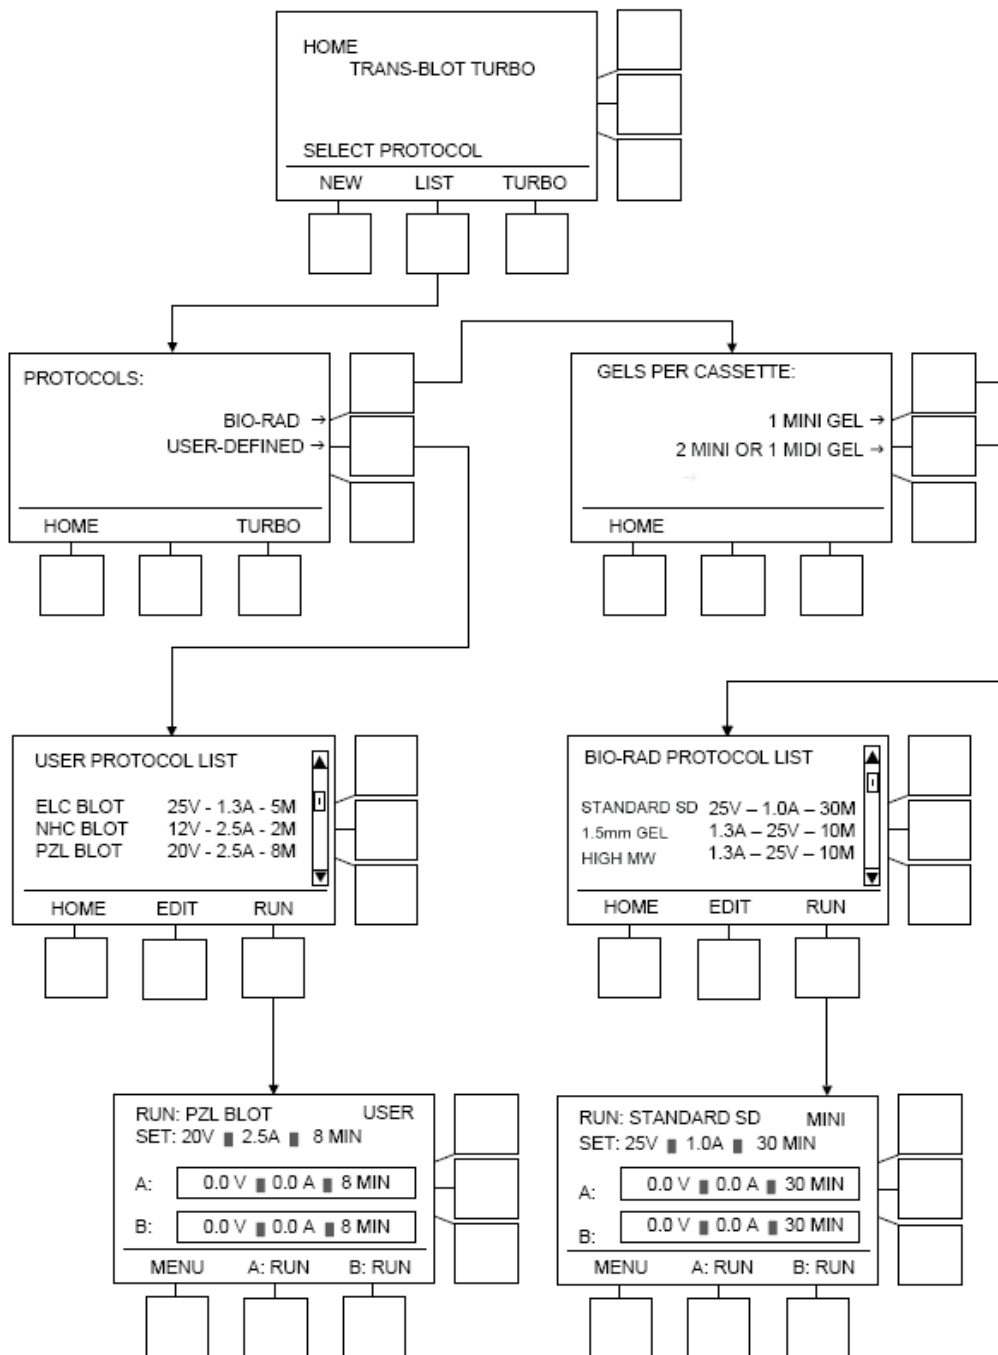 HOME
TRANS-BLOT TURBO
SELECT PROTOCOL
NEW LIST TURBO
PROTOCOLS:
BIO-RAD →
USER-DEFINED →
HOME TURBO
GELS PER CASSETTE:
1 MINI GEL →
2 MINI OR 1 MIDI GEL →
→
HOME
USER PROTOCOL LIST
ELC BLOT 25V - 1.3A - 5M
NHC BLOT 12V - 2.5A - 2M
PZL BLOT 20V - 2.5A - 8M
HOME EDIT RUN
BIO-RAD PROTOCOL LIST
STANDARD SD 25V – 1.0A – 30M
1.5mm GEL 1.3A – 25V – 10M
HIGH MW 1.3A – 25V – 10M
HOME EDIT RUN
RUN: PZL BLOT USER
SET: 20V ■ 2.5A ■ 8 MIN
A: 0.0 V ■ 0.0 A ■ 8 MIN
B: 0.0 V ■ 0.0 A ■ 8 MIN
MENU A: RUN B: RUN
RUN: STANDARD SD MINI
SET: 25V ■ 1.0A ■ 30 MIN
A: 0.0 V ■ 0.0 A ■ 30 MIN
B: 0.0 V ■ 0.0 A ■ 30 MIN
MENU A: RUN B: RUN